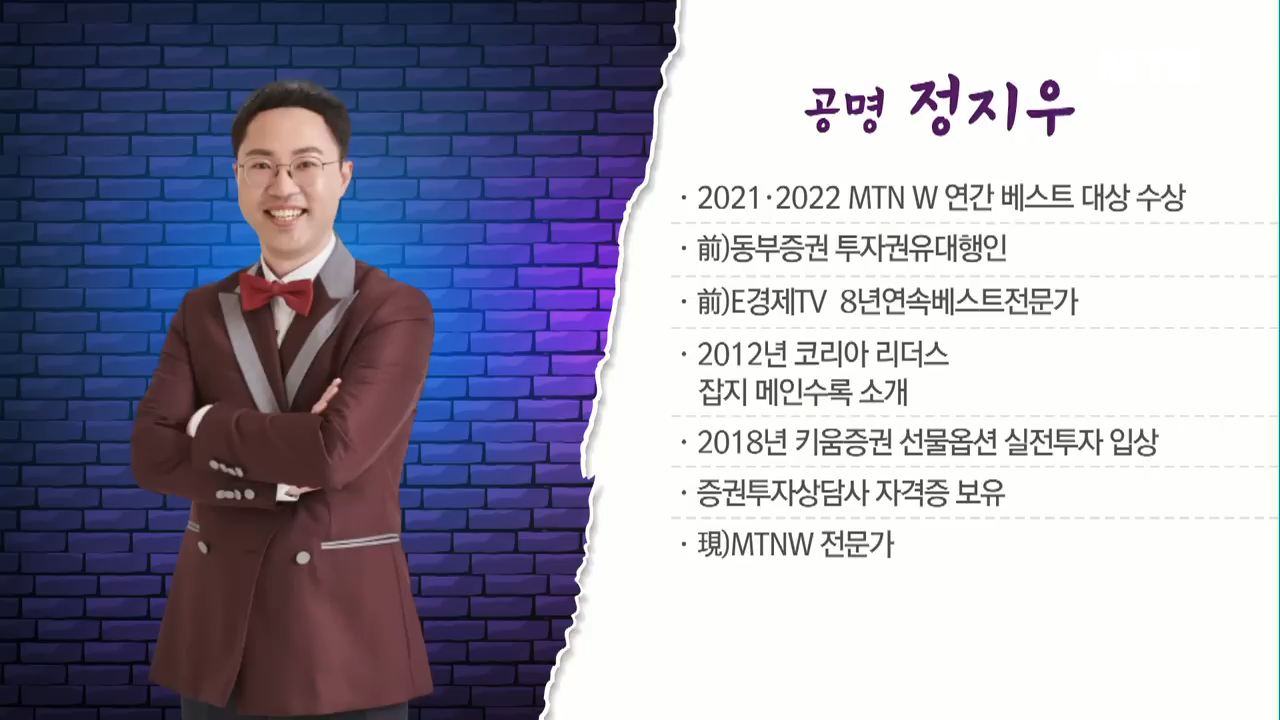 공명 정지우
· 2021·2022 MTN W 연간 베스트 대상 수상
· 前)동부증권 투자권유대행인
· 前)E경제TV 8년연속베스트전문가
· 2012년 코리아 리더스
잡지 메인수록 소개
· 2018년 키움증권 선물옵션 실전투자 입상
· 증권투자상담사 자격증 보유
· 現)MTNW 전문가